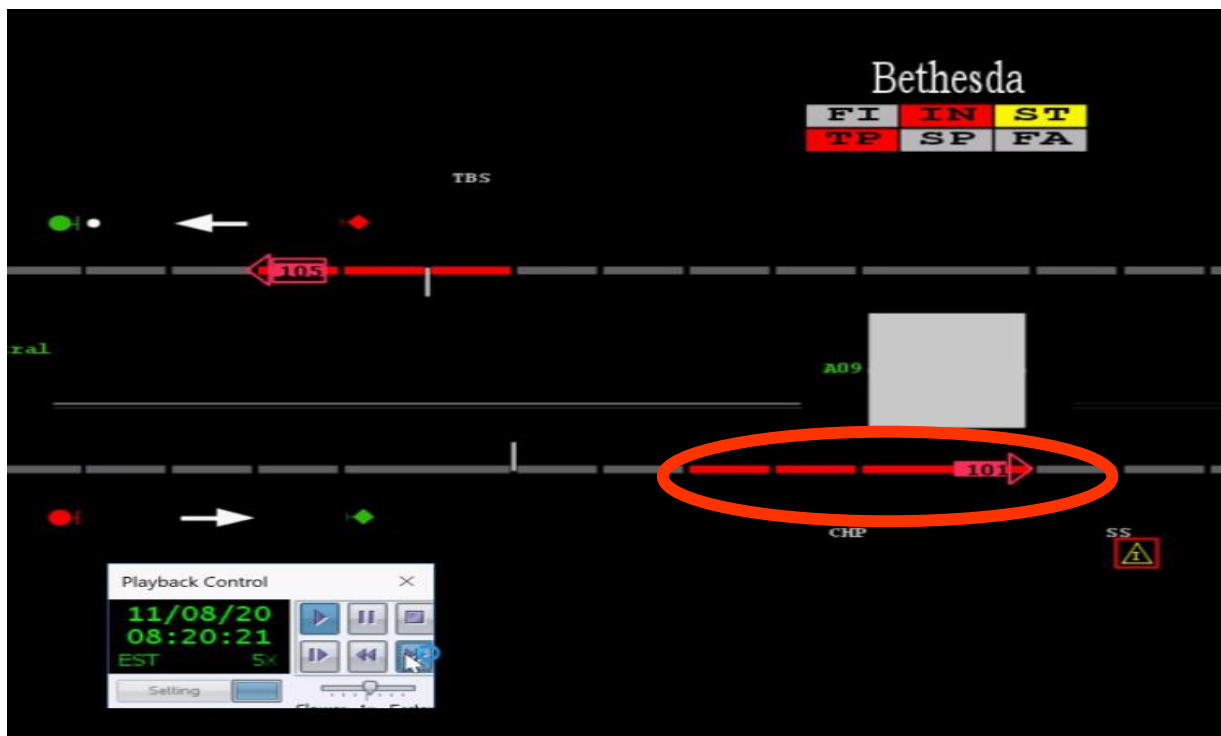 Bethesda
FI IN ST
TP SP FA
TBS
105
ral
A09
101
CHP
SS
I
Playback Control
11/08/20
08:20:21
EST 5X
Setting